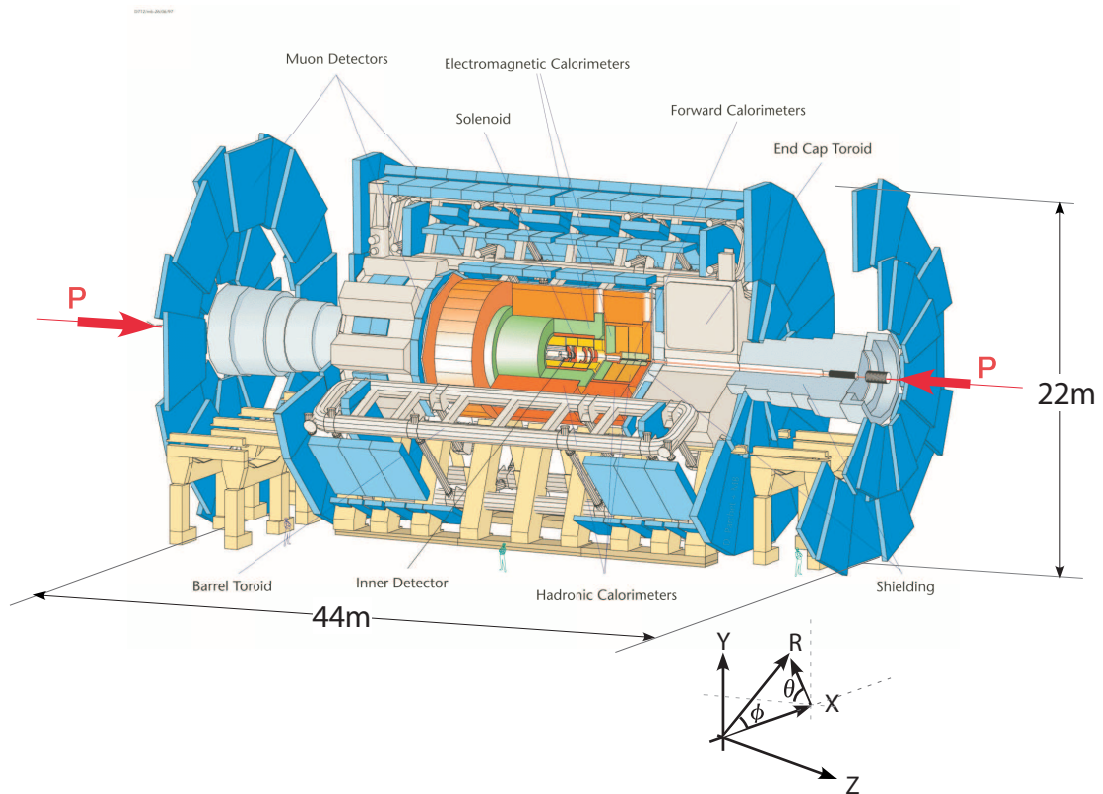 Muon Detectors
Electromagnetic Calcrimeters
Solenoid
Forward Calorimeters
End Cap Toroid
P
P
22m
Barrel Toroid
Inner Detector
Hadronic Calorimeters
Shielding
44m
Y
R
θ
X
ϕ
Z